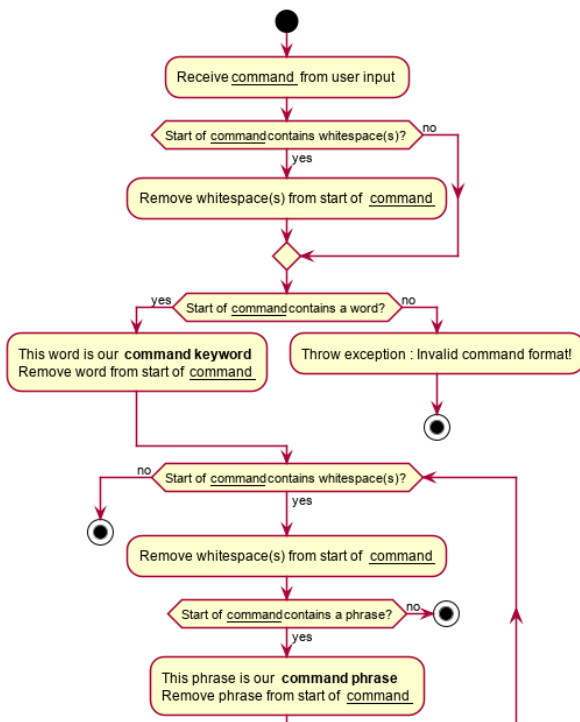 Receive command from user input
Start of command contains whitespace(s)?
no
yes
Remove whitespace(s) from start of command
yes
Start of command contains a word?
no
This word is our command keyword
Remove word from start of command
Throw exception : Invalid command format!
no
Start of command contains whitespace(s)?
yes
Remove whitespace(s) from start of command
Start of command contains a phrase?
no
yes
This phrase is our command phrase
Remove phrase from start of command